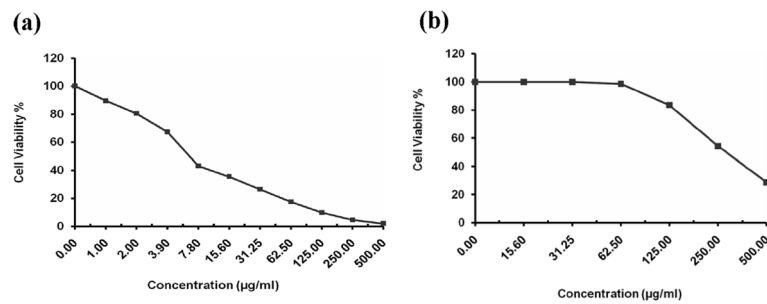 (a)
120
100
80
60
40
20
0
Cell Viability %
0.00 1.00 2.00 3.90 7.80 15.60 31.25 62.50 125.00 250.00 500.00
Concentration (µg/ml)
(b)
120
100
80
60
40
20
0
Cell Viability %
0.00 15.60 31.25 62.50 125.00 250.00 500.00
Concentration (µg/ml)